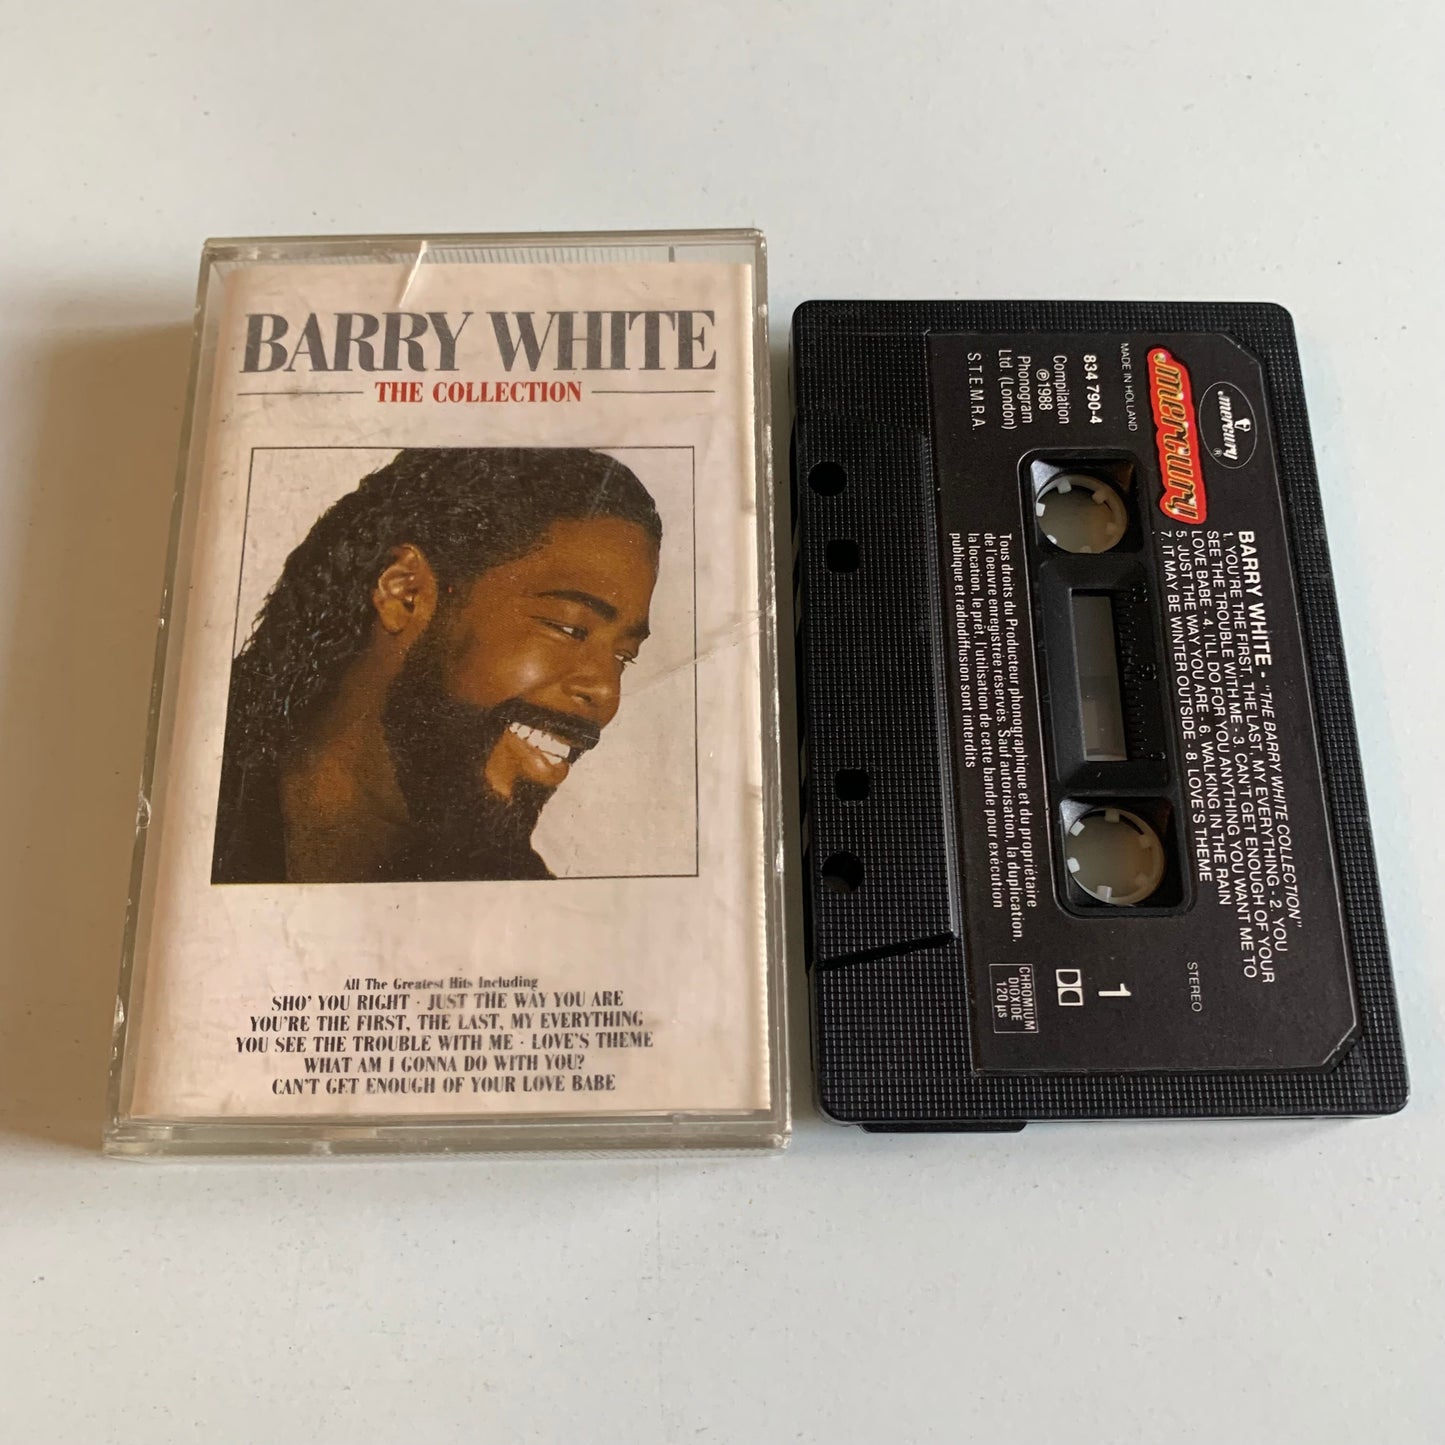 BARRY WHITE
THE COLLECTION
All The Greatest Hits Including
SHO' YOU RIGHT · JUST THE WAY YOU ARE
YOU'RE THE FIRST, THE LAST, MY EVERYTHING
YOU SEE THE TROUBLE WITH ME · LOVE'S THEME
WHAT AM I GONNA DO WITH YOU?
CAN'T GET ENOUGH OF YOUR LOVE BABE
mercury
®
mercury
MADE IN HOLLAND
834 790-4
Compilation
℗1988
Phonogram
Ltd (London)
S.T.E.M.R.A.
BARRY WHITE - "THE BARRY WHITE COLLECTION"
1. YOU'RE THE FIRST, THE LAST, MY EVERYTHING - 2. YOU
SEE THE TROUBLE WITH ME - 3. CAN'T GET ENOUGH OF YOUR
LOVE BABE - 4. I'LL DO FOR YOU ANYTHING YOU WANT ME TO
5. JUST THE WAY YOU ARE - 6. WALKING IN THE RAIN
7. IT MAY BE WINTER OUTSIDE - 8. LOVE'S THEME
STEREO
1
Tous droits du Producteur phonographique et du propriétaire
de l'oeuvre enregistrée réservés. Sauf autorisation, la duplication,
la location, le prêt, l'utilisation de cette bande pour exécution
publique et radiodiffusion sont interdits
CHROMIUM
DIOXIDE
120 µs